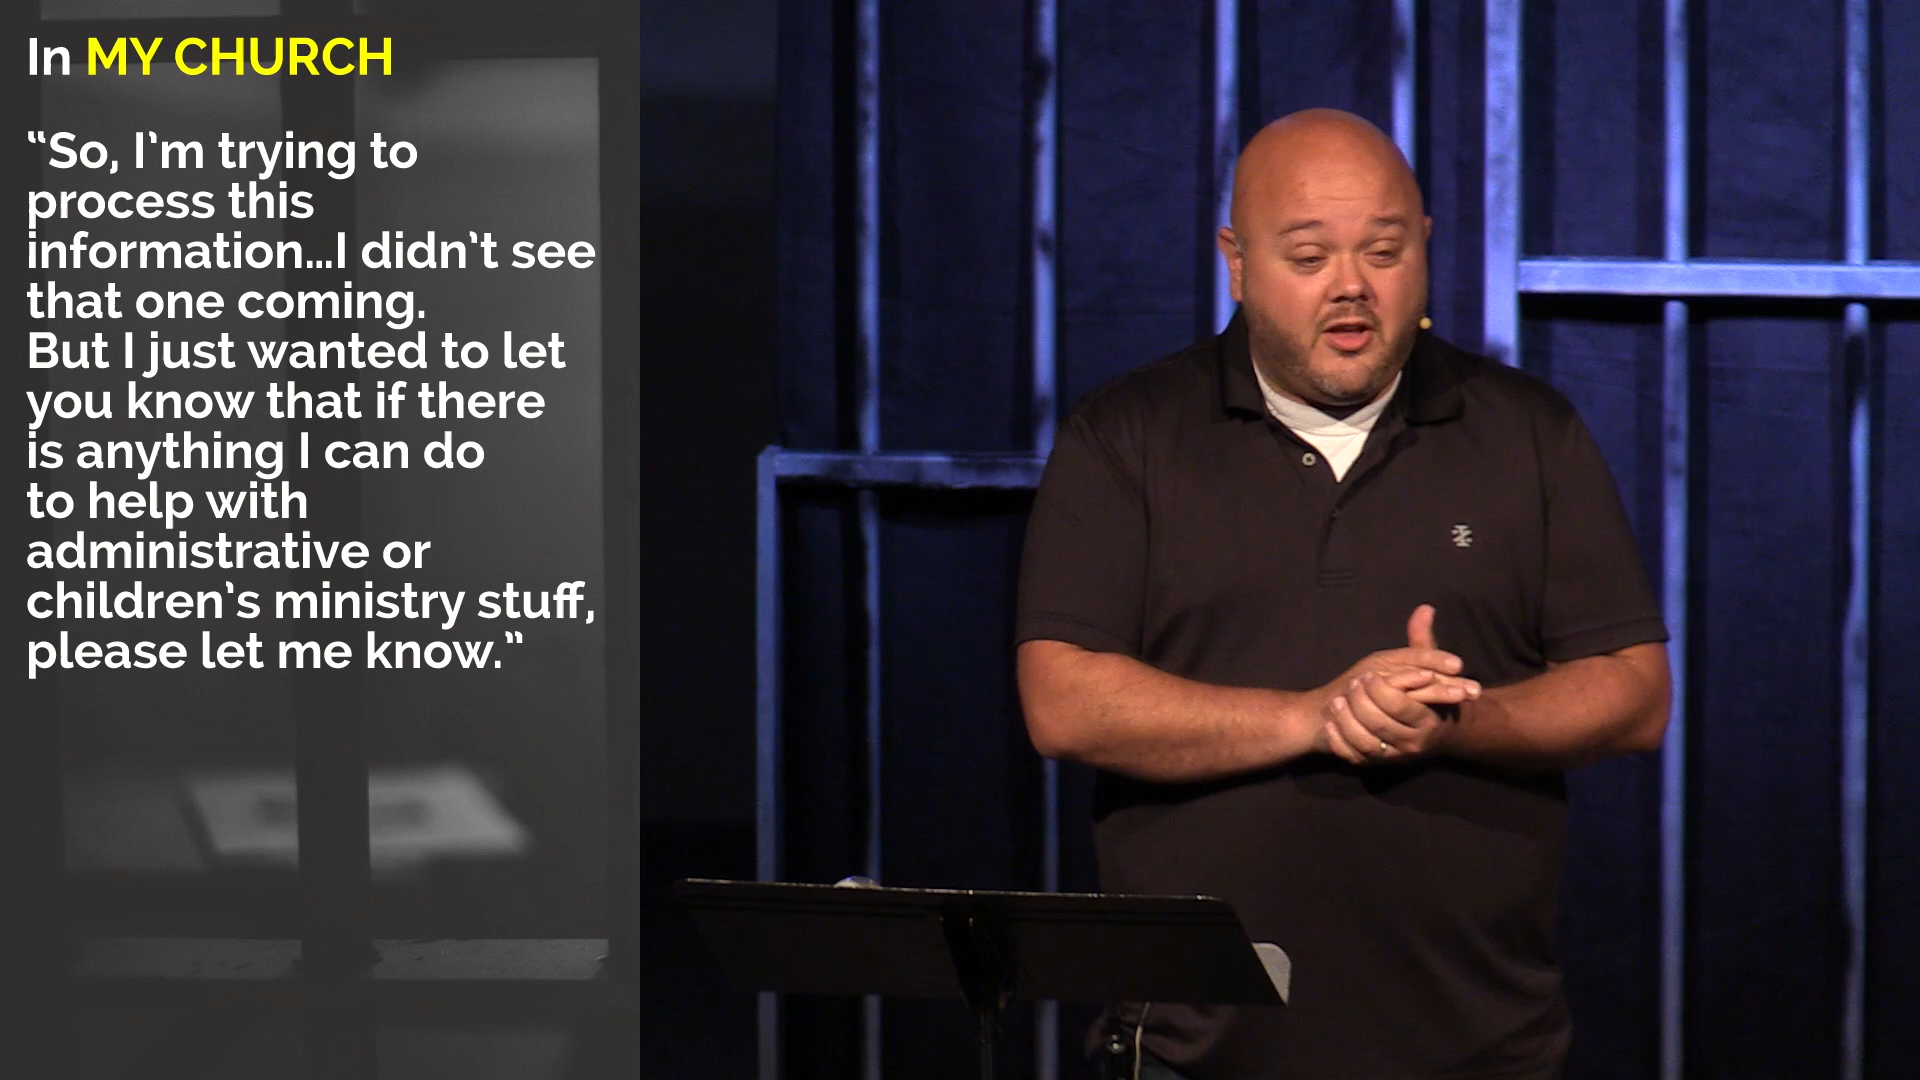 In MY CHURCH
“So, I’m trying to
process this
information...I didn’t see
that one coming.
But I just wanted to let
you know that if there
is anything I can do
to help with
administrative or
children’s ministry stuff,
please let me know.”